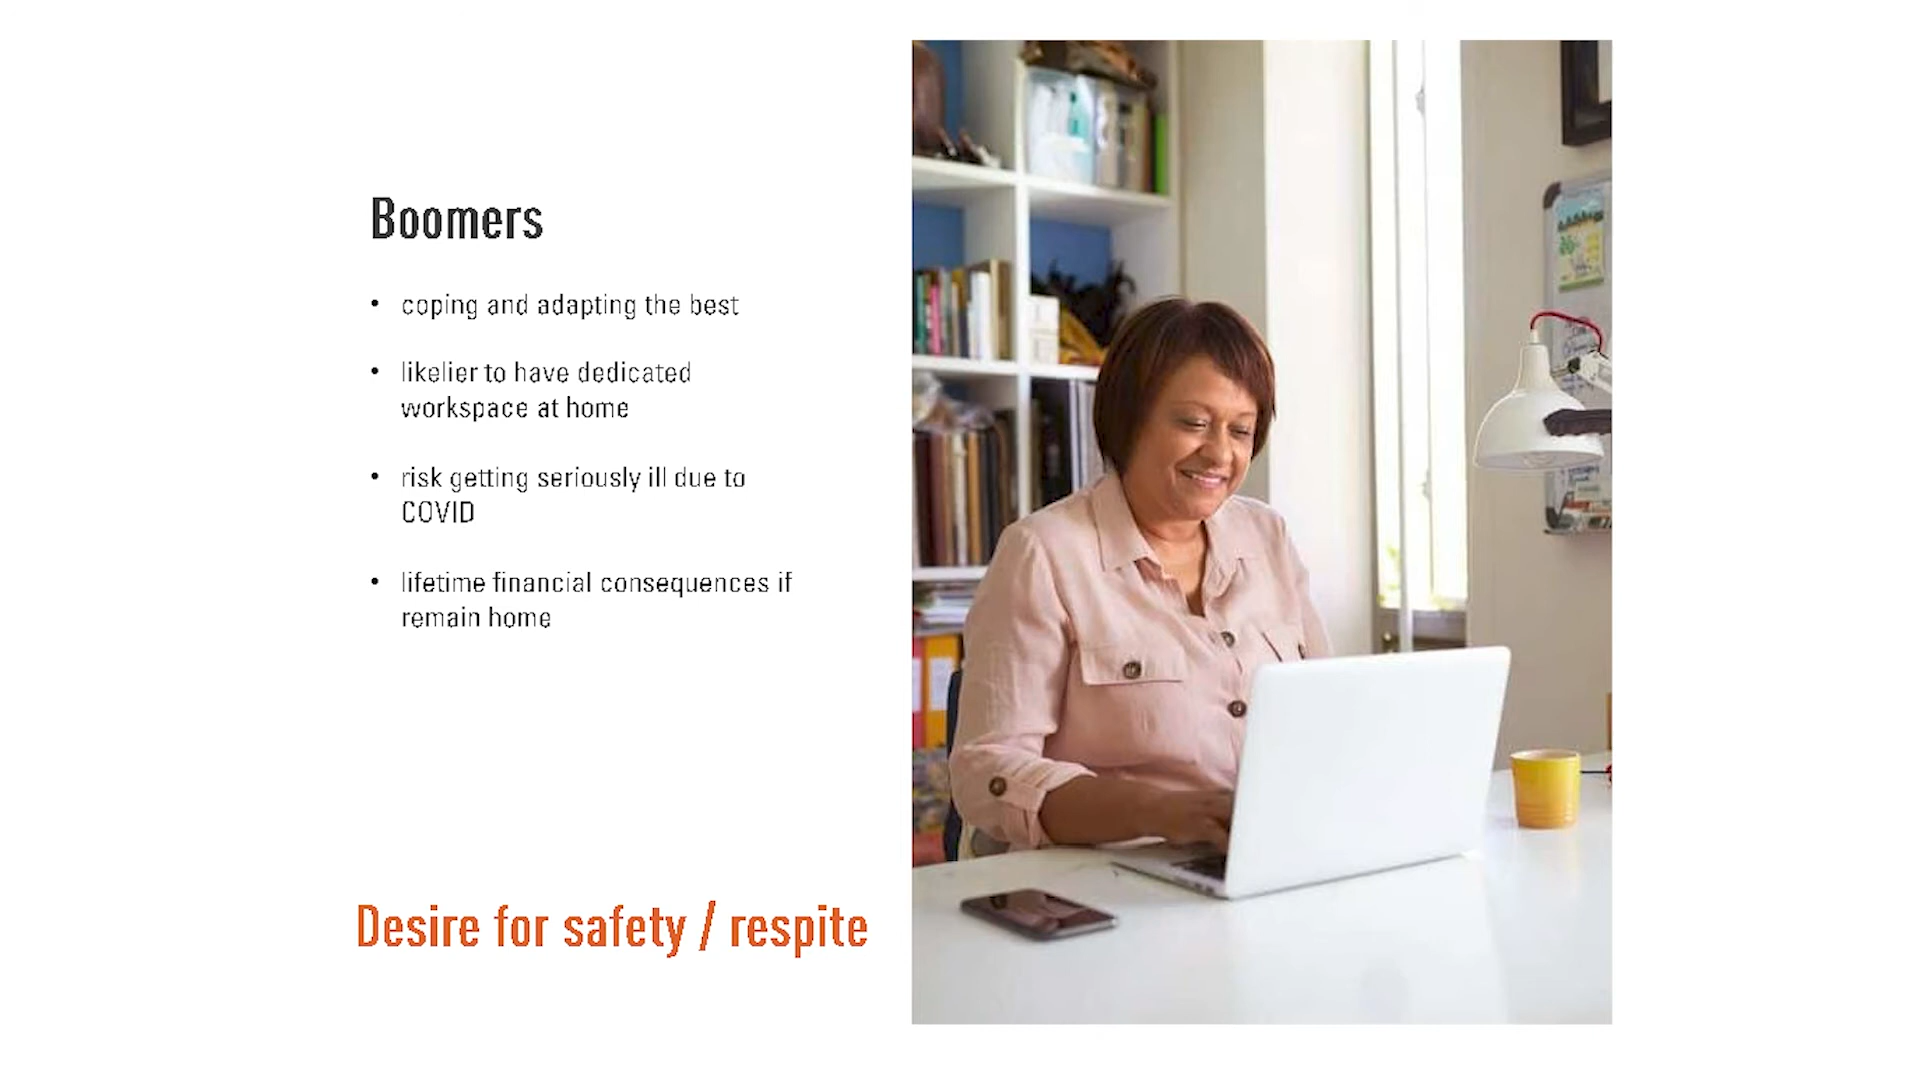 Boomers
• coping and adapting the best
• likelier to have dedicated
workspace at home
• risk getting seriously ill due to
COVID
• lifetime financial consequences if
remain home
Desire for safety / respite